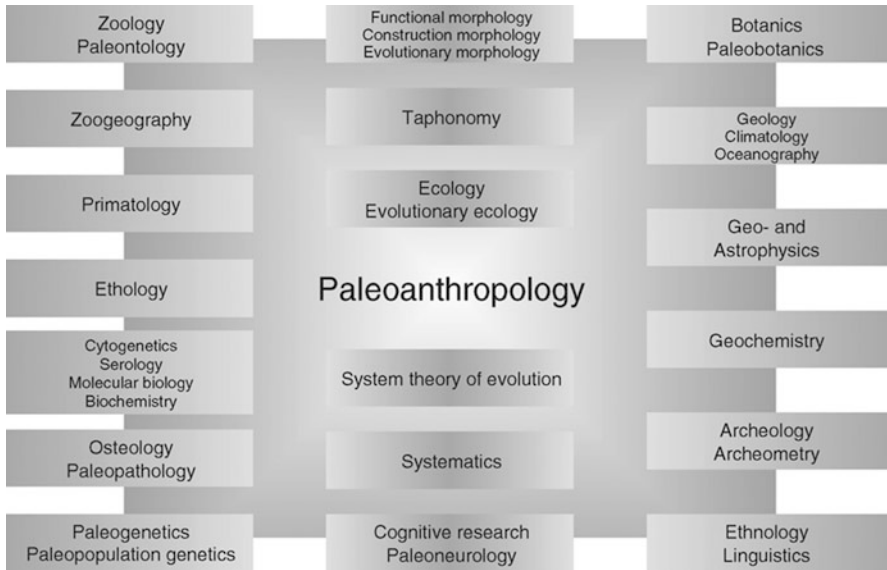 Zoology
Paleontology
Zoogeography
Primatology
Ethology
Cytogenetics
Serology
Molecular biology
Biochemistry
Osteology
Paleopathology
Paleogenetics
Paleopopulation genetics
Functional morphology
Construction morphology
Evolutionary morphology
Taphonomy
Ecology
Evolutionary ecology
Paleoanthropology
System theory of evolution
Systematics
Cognitive research
Paleoneurology
Botanics
Paleobotanics
Geology
Climatology
Oceanography
Geo- and
Astrophysics
Geochemistry
Archeology
Archeometry
Ethnology
Linguistics